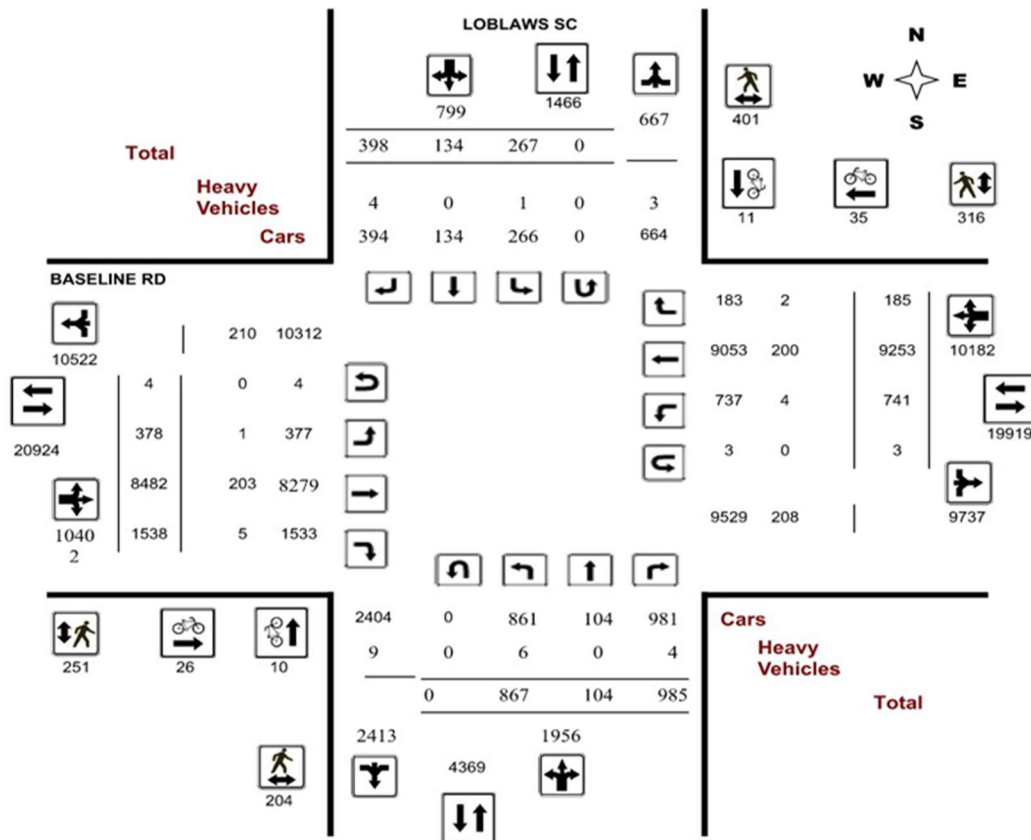 LOBLAWS SC
N
W E
S
799
1466
667
401
398 134 267 0
Total
Heavy
Vehicles
4 0 1 0 3
Cars
394 134 266 0 664
11
35
316
BASELINE RD
10522
210 10312
183 2 185
10182
9053 200 9253
4 0 4
20924
737 4 741
19919
378 1 377
3 0 3
8482 203 8279
1040
2
1538 5 1533
9529 208
9737
2404 0 861 104 981
Cars
9 0 6 0 4
Heavy
Vehicles
251
26
10
0 867 104 985
Total
2413
1956
4369
204